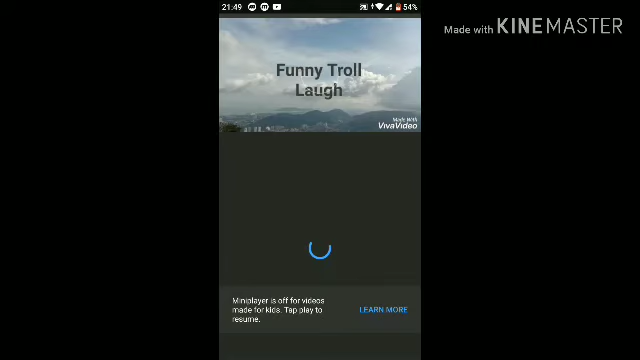 21:49
54%
Made with KINEMASTER
Funny Troll
Laugh
Made With
VivaVideo
Miniplayer is off for videos
made for kids. Tap play to
resume.
LEARN MORE